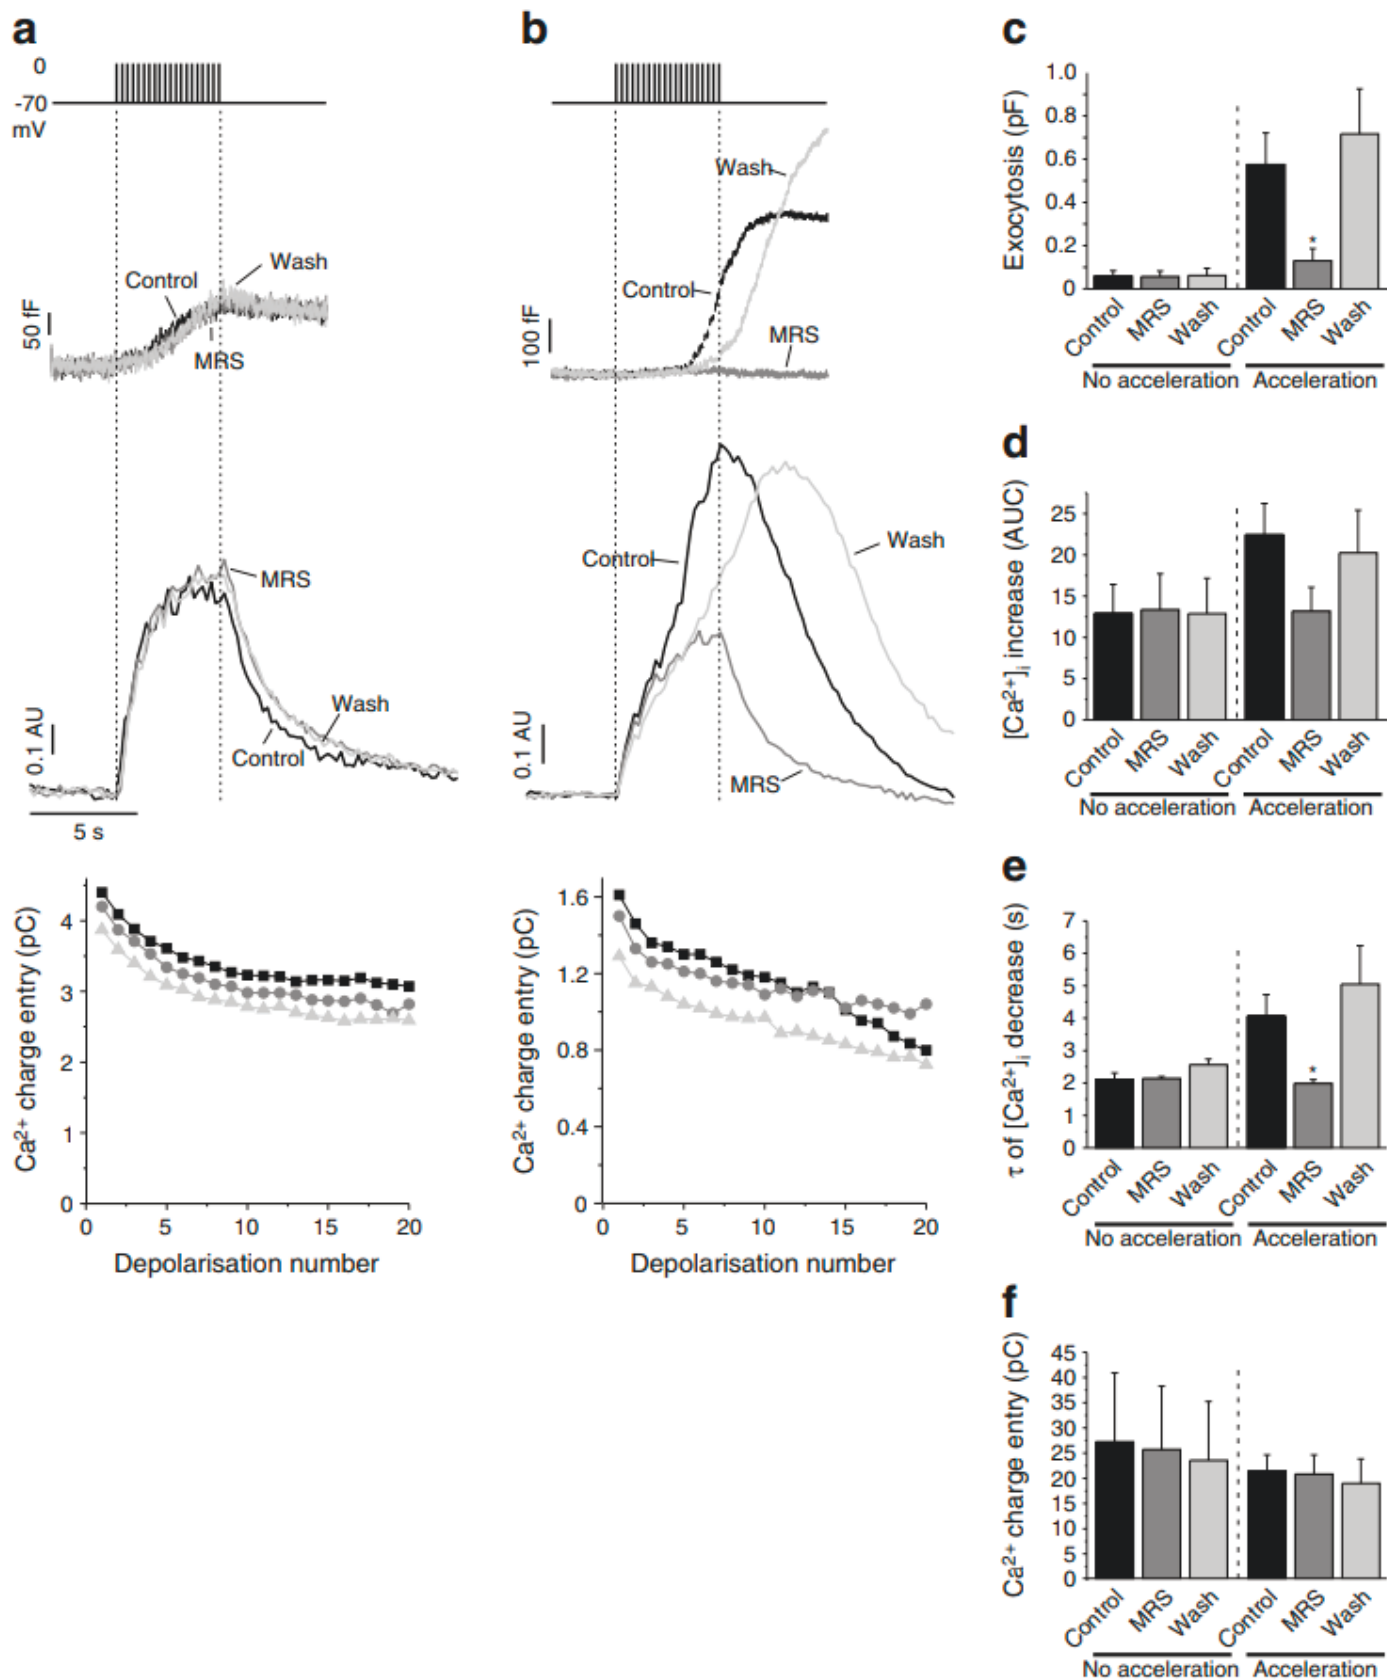 a
0
-70
mV
Control
Wash
MRS
50 fF
MRS
Wash
Control
0.1 AU
5 s
Ca²⁺ charge entry (pC)
4
3
2
1
0
0 5 10 15 20
Depolarisation number
b
Wash
Control
MRS
100 fF
Control
Wash
MRS
0.1 AU
Ca²⁺ charge entry (pC)
1.6
1.2
0.8
0.4
0
0 5 10 15 20
Depolarisation number
c
Exocytosis (pF)
1.0
0.8
0.6
0.4
0.2
0
*
Control MRS Wash Control MRS Wash
No acceleration Acceleration
d
[Ca²⁺]i increase (AUC)
25
20
15
10
5
0
Control MRS Wash Control MRS Wash
No acceleration Acceleration
e
τ of [Ca²⁺]i decrease (s)
7
6
5
4
3
2
1
0
*
Control MRS Wash Control MRS Wash
No acceleration Acceleration
f
Ca²⁺ charge entry (pC)
45
40
35
30
25
20
15
10
5
0
Control MRS Wash Control MRS Wash
No acceleration Acceleration